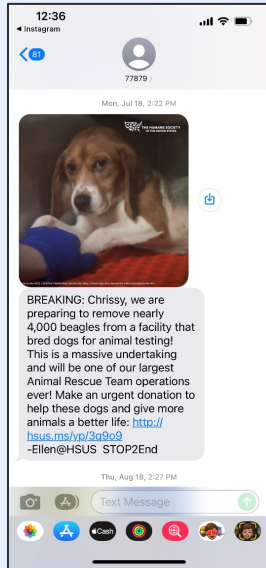 12:36
◀ Instagram
81
77879 >
Mon, Jul 18, 2:22 PM
THE HUMANE SOCIETY
OF THE UNITED STATES
BREAKING: Chrissy, we are
preparing to remove nearly
4,000 beagles from a facility that
bred dogs for animal testing!
This is a massive undertaking
and will be one of our largest
Animal Rescue Team operations
ever! Make an urgent donation to
help these dogs and give more
animals a better life: http://
hsus.ms/yp/3q9o9
-Ellen@HSUS STOP2End
Thu, Aug 18, 2:27 PM
Text Message
Cash